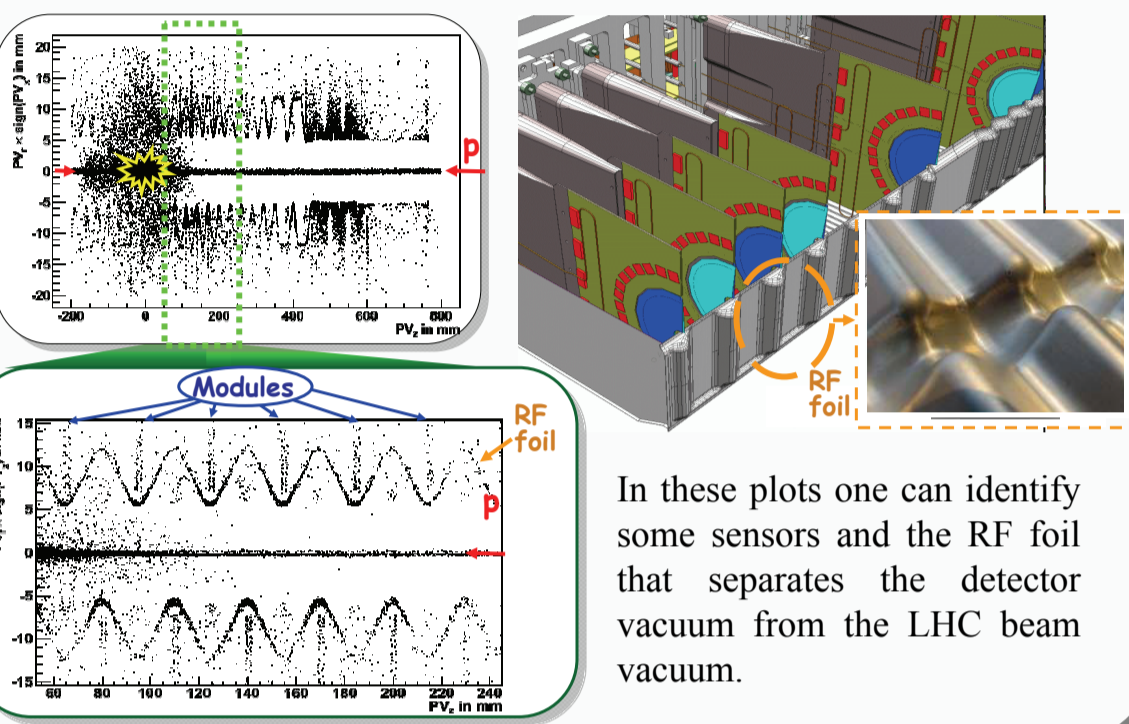 PVᵣ × sign(PVₓ) in mm
20
15
10
5
0
-5
-10
-15
-20
-200 0 200 400 600 800
PV_z in mm
p
Modules
RF
foil
15
10
5
0
-5
-10
-15
p
60 80 100 120 140 160 180 200 220 240
PV_z in mm
RF
foil
In these plots one can identify
some sensors and the RF foil
that separates the detector
vacuum from the LHC beam
vacuum.